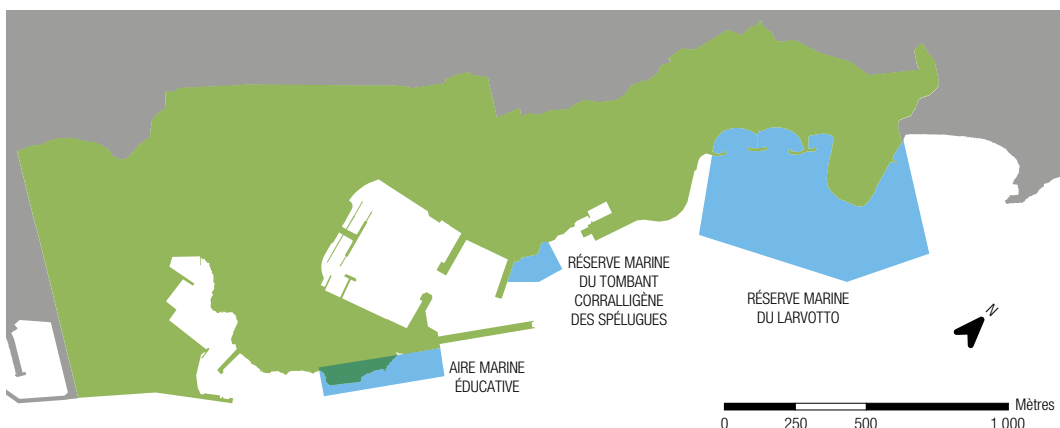 RÉSERVE MARINE
DU TOMBANT
CORRALLIGÈNE
DES SPÉLUGUES
RÉSERVE MARINE
DU LARVOTTO
AIRE MARINE
ÉDUCATIVE
N
Mètres
0 250 500 1 000